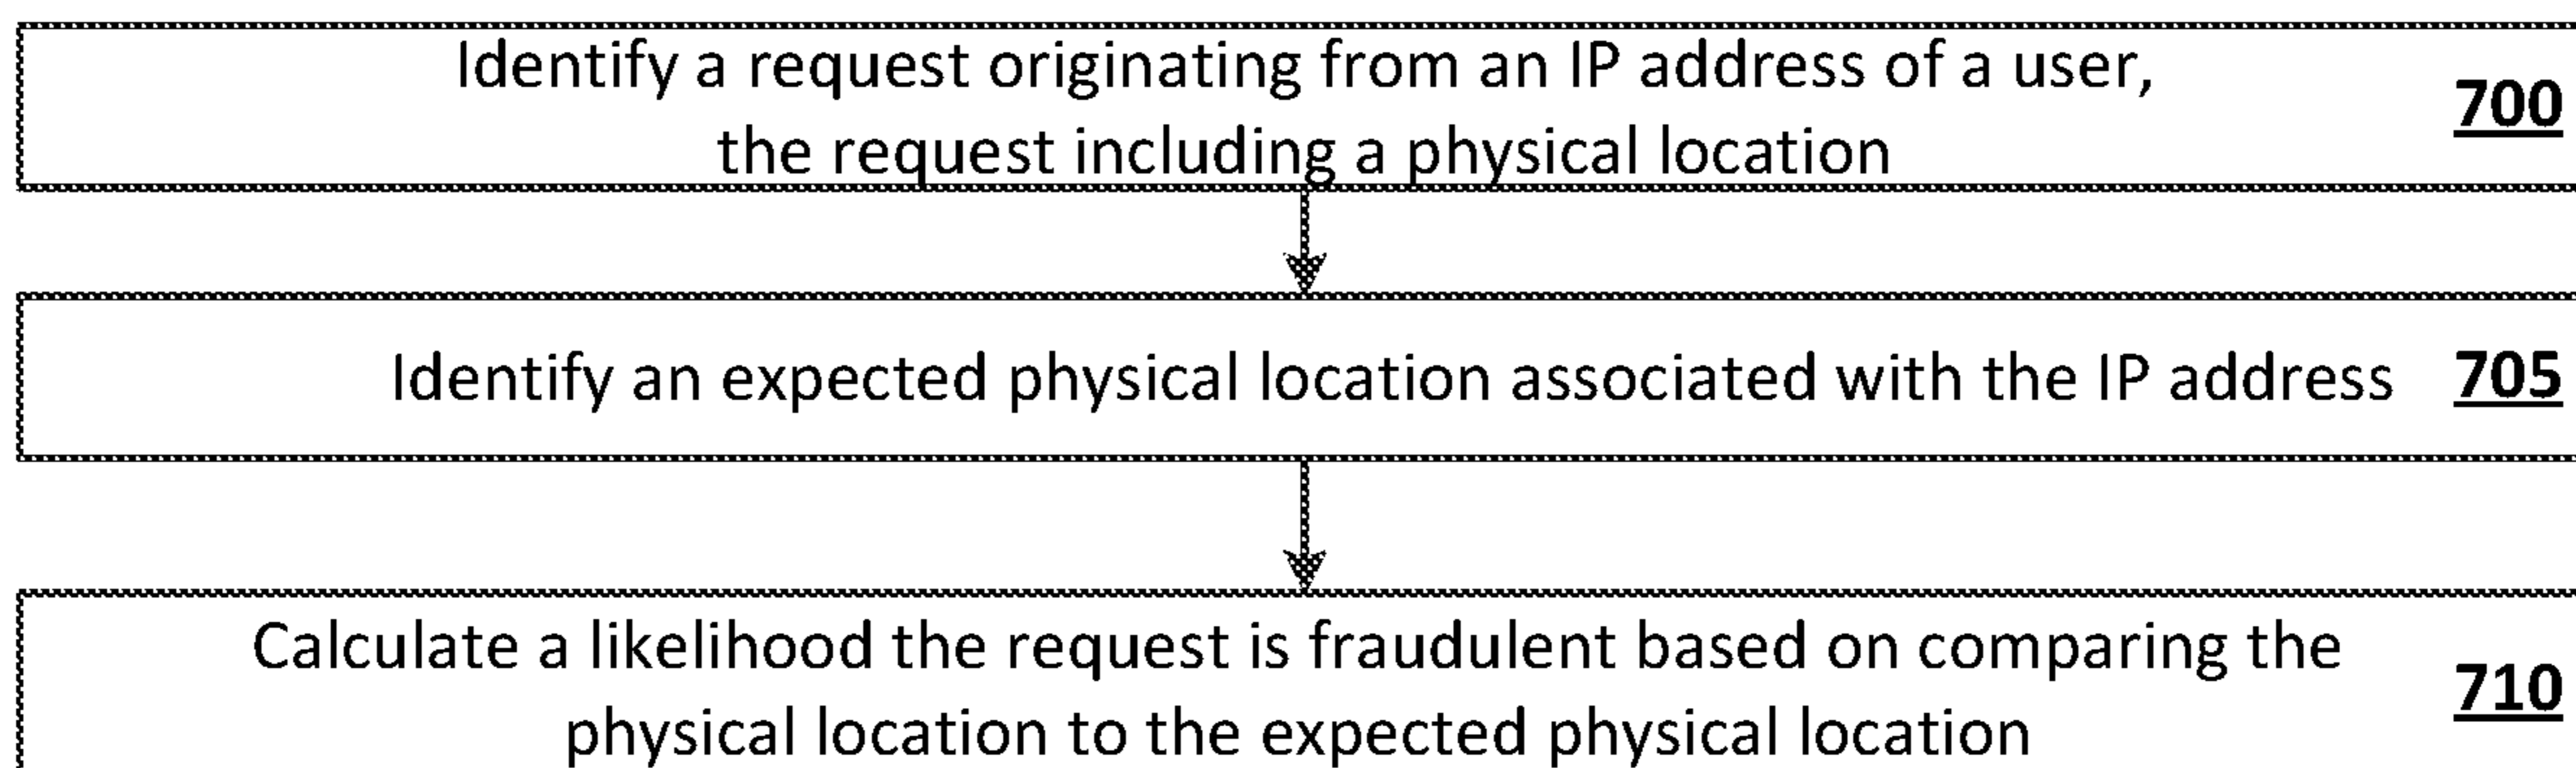 Identify a request originating from an IP address of a user,
the request including a physical location
700
Identify an expected physical location associated with the IP address 705
Calculate a likelihood the request is fraudulent based on comparing the
physical location to the expected physical location
710